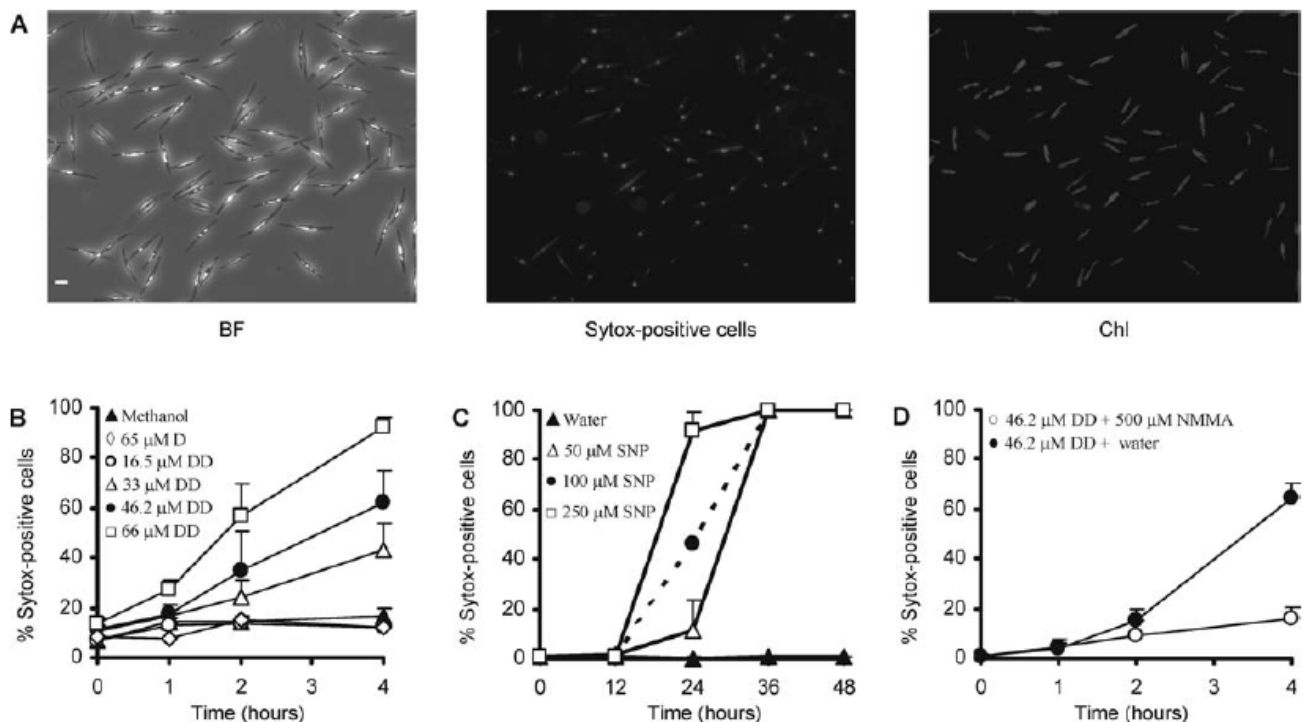 A
BF
Sytox-positive cells
Chl
B
% Sytox-positive cells
100
80
60
40
20
0
Methanol
65 µM D
16.5 µM DD
33 µM DD
46.2 µM DD
66 µM DD
0 1 2 3 4
Time (hours)
C
% Sytox-positive cells
100
80
60
40
20
0
Water
50 µM SNP
100 µM SNP
250 µM SNP
0 12 24 36 48
Time (hours)
D
% Sytox-positive cells
100
80
60
40
20
0
46.2 µM DD + 500 µM NMMA
46.2 µM DD + water
0 1 2 3 4
Time (hours)